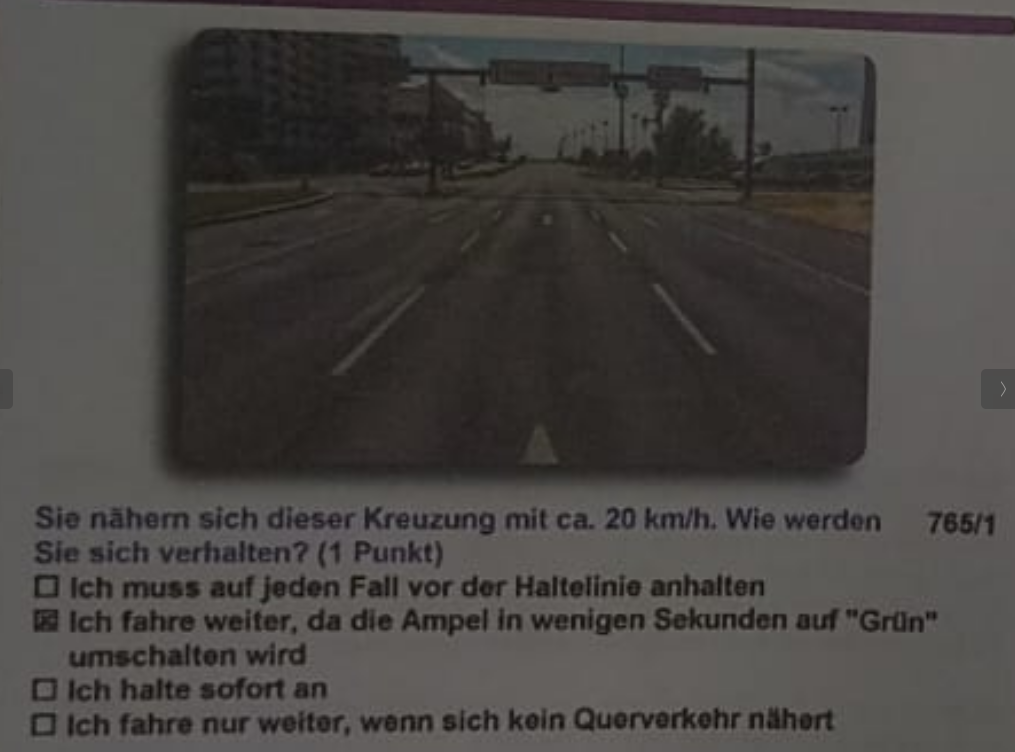 Sie nähern sich dieser Kreuzung mit ca. 20 km/h. Wie werden 765/1
Sie sich verhalten? (1 Punkt)
Ich muss auf jeden Fall vor der Haltelinie anhalten
Ich fahre weiter, da die Ampel in wenigen Sekunden auf "Grün"
umschalten wird
Ich halte sofort an
Ich fahre nur weiter, wenn sich kein Querverkehr nähert